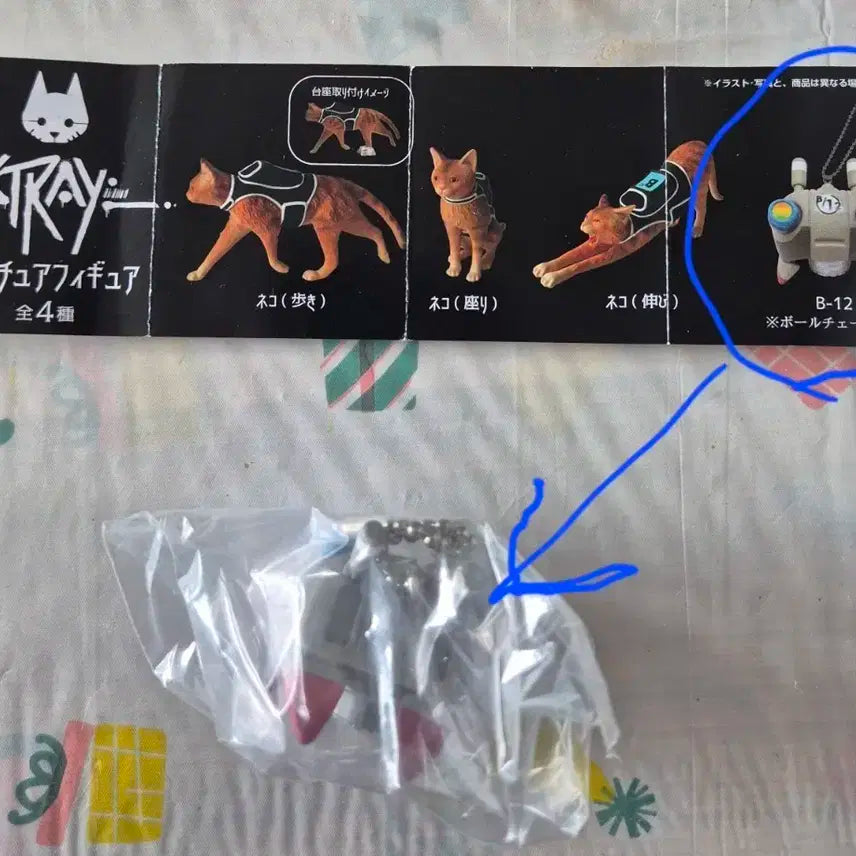 ※イラスト・写真と、商品は異なる場
台座取り付けイメージ
STRAY
チュアフィギュア
全4種
ネコ(歩き)
ネコ(座り)
ネコ(伸び)
B
B-12
※ボールチェー